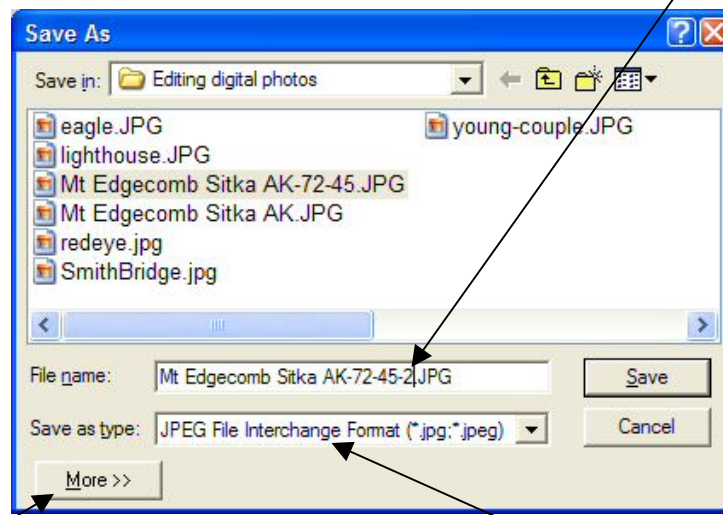 Save As
Save in: Editing digital photos
eagle.JPG
young-couple.JPG
lighthouse.JPG
Mt Edgecomb Sitka AK-72-45.JPG
Mt Edgecomb Sitka AK.JPG
redeye.jpg
SmithBridge.jpg
File name: Mt Edgecomb Sitka AK-72-45-2.JPG
Save
Save as type: JPEG File Interchange Format (*.jpg;*.jpeg)
Cancel
More >>